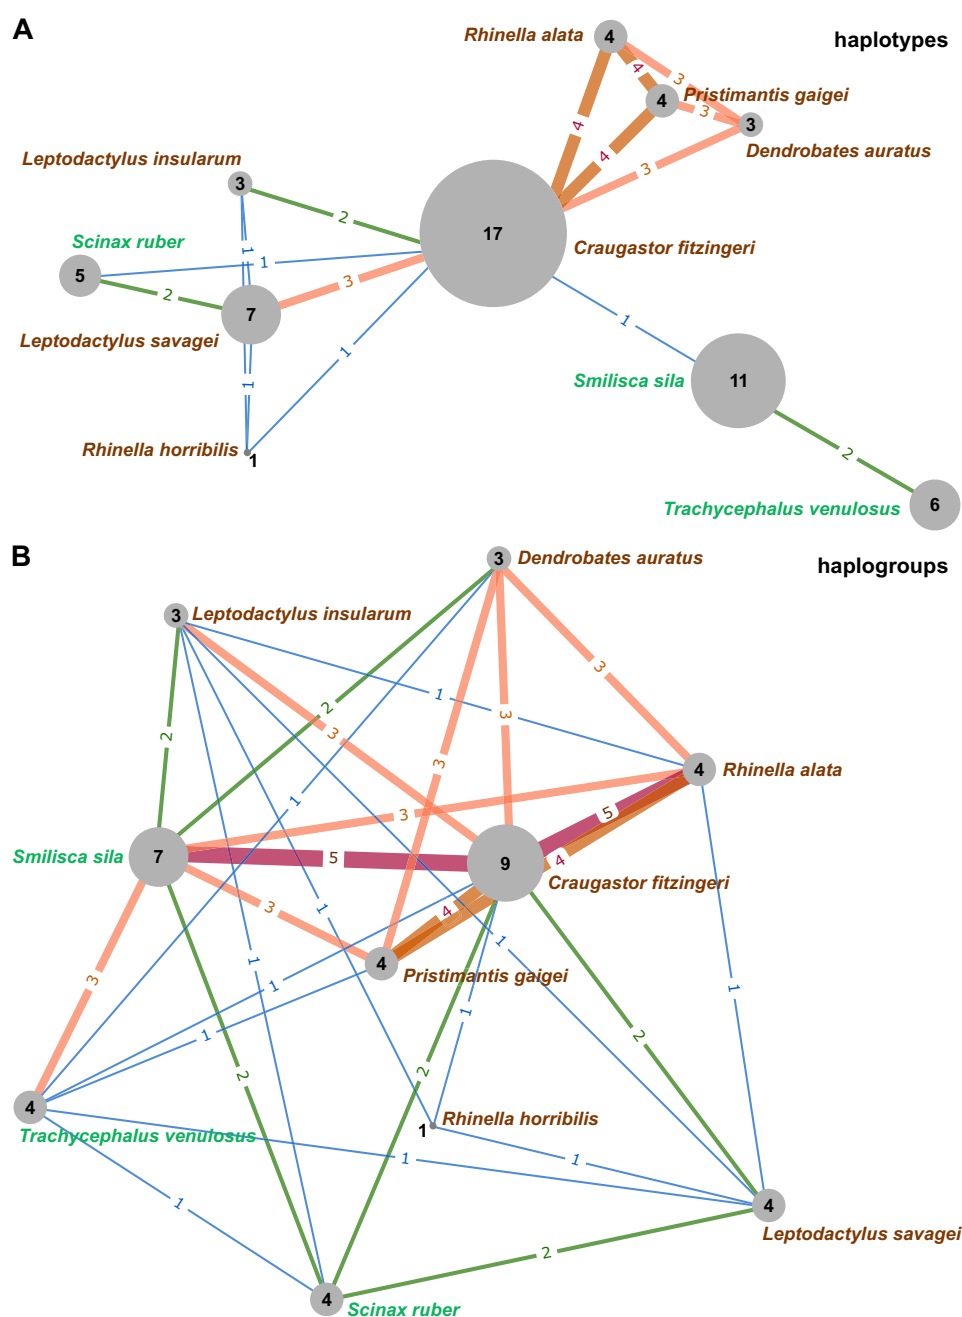 A
haplotypes
Rhinella alata
4
4
3
4
Pristimantis gaigei
3
3
Dendrobates auratus
4
4
3
Leptodactylus insularum
3
2
17
Craugastor fitzingeri
Scinax ruber
5
1
1
2
7
3
Leptodactylus savagei
1
1
1
Smilisca sila
11
Rhinella horribilis
1
2
Trachycephalus venulosus
6
B
haplogroups
3
Dendrobates auratus
3
Leptodactylus insularum
3
1
2
3
3
2
3
4
Rhinella alata
1
3
5
Smilisca sila
7
5
9
4
Craugastor fitzingeri
3
4
1
1
4
Pristimantis gaigei
1
3
1
1
1
1
2
1
4
Trachycephalus venulosus
2
2
Rhinella horribilis
1
1
1
1
4
Leptodactylus savagei
2
4
Scinax ruber